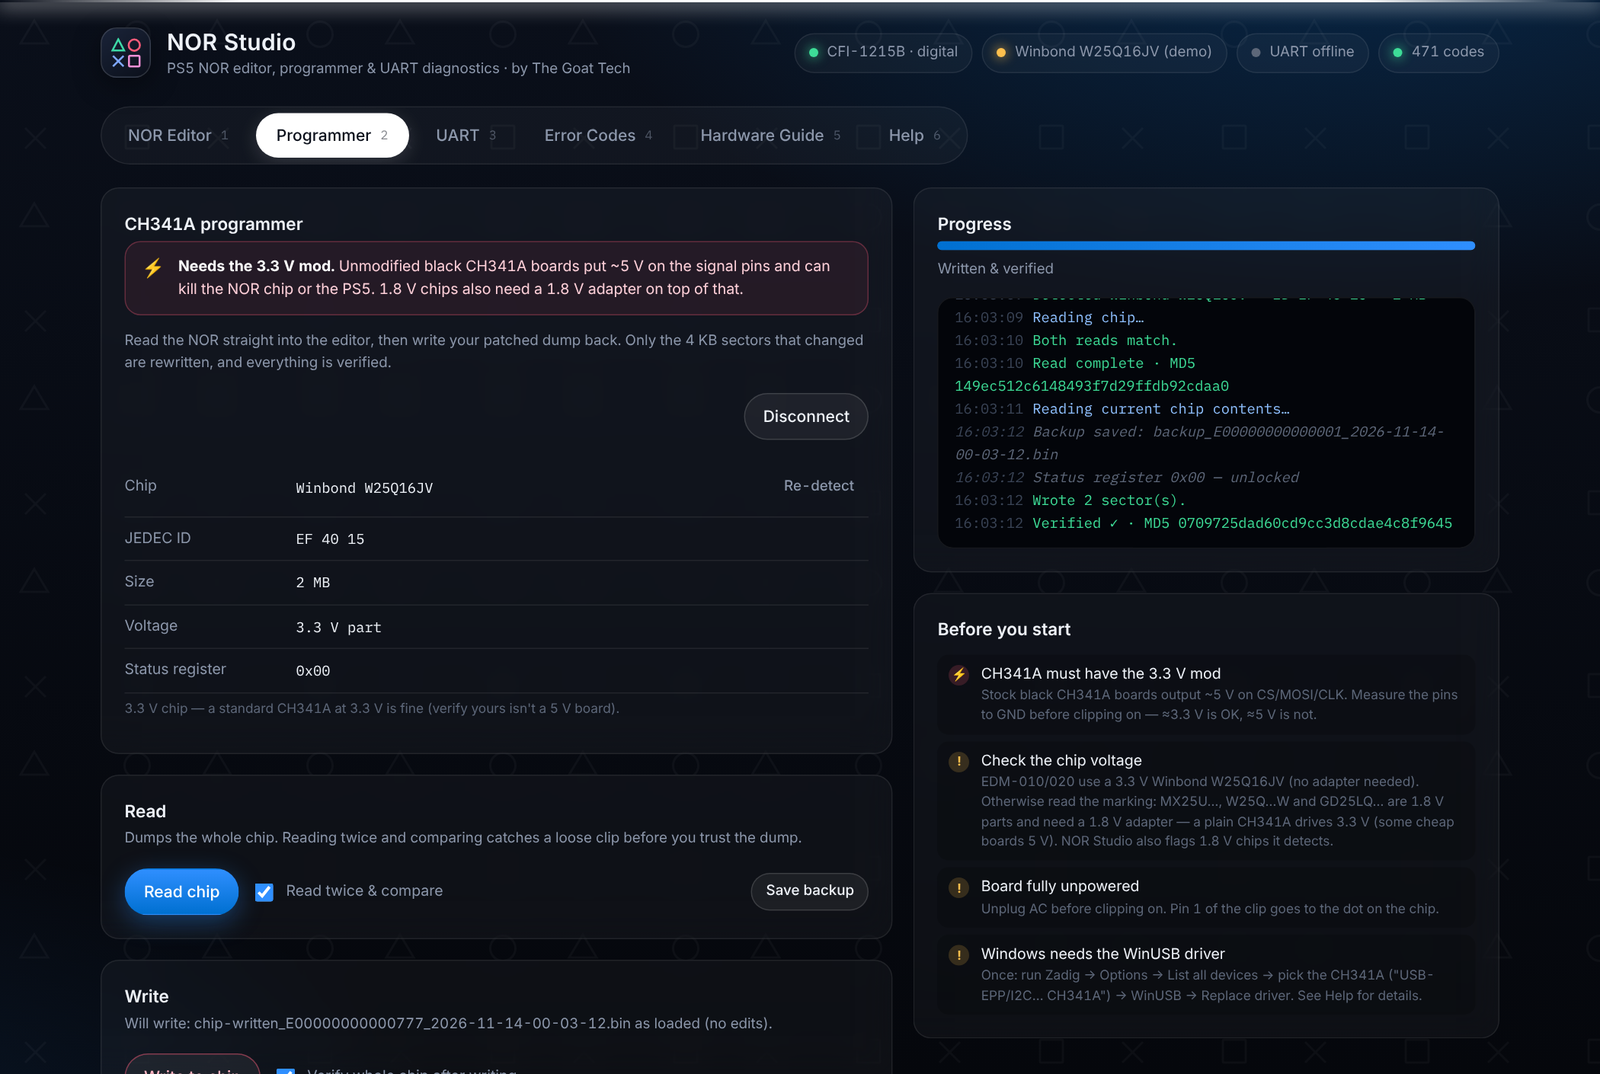 NOR Studio
PS5 NOR editor, programmer & UART diagnostics · by The Goat Tech
CFI-1215B · digital
Winbond W25Q16JV (demo)
UART offline
471 codes
NOR Editor 1
Programmer 2
UART 3
Error Codes 4
Hardware Guide 5
Help 6
CH341A programmer
⚡ Needs the 3.3 V mod. Unmodified black CH341A boards put ~5 V on the signal pins and can
kill the NOR chip or the PS5. 1.8 V chips also need a 1.8 V adapter on top of that.
Read the NOR straight into the editor, then write your patched dump back. Only the 4 KB sectors that changed
are rewritten, and everything is verified.
Disconnect
Chip Winbond W25Q16JV Re-detect
JEDEC ID EF 40 15
Size 2 MB
Voltage 3.3 V part
Status register 0x00
3.3 V chip — a standard CH341A at 3.3 V is fine (verify yours isn't a 5 V board).
Read
Dumps the whole chip. Reading twice and comparing catches a loose clip before you trust the dump.
Read chip
Read twice & compare
Save backup
Write
Will write: chip-written_E00000000000777_2026-11-14-00-03-12.bin as loaded (no edits).
Progress
Written & verified
16:03:09 Reading chip…
16:03:10 Both reads match.
16:03:10 Read complete · MD5
149ec512c6148493f7d29ffdb92cdaa0
16:03:11 Reading current chip contents…
16:03:12 Backup saved: backup_E00000000000001_2026-11-14-
00-03-12.bin
16:03:12 Status register 0x00 — unlocked
16:03:12 Wrote 2 sector(s).
16:03:12 Verified ✓ · MD5 0709725dad60cd9cc3d8cdae4c8f9645
Before you start
⚡ CH341A must have the 3.3 V mod
Stock black CH341A boards output ~5 V on CS/MOSI/CLK. Measure the pins
to GND before clipping on — ≈3.3 V is OK, ≈5 V is not.
! Check the chip voltage
EDM-010/020 use a 3.3 V Winbond W25Q16JV (no adapter needed).
Otherwise read the marking: MX25U…, W25Q…W and GD25LQ… are 1.8 V
parts and need a 1.8 V adapter — a plain CH341A drives 3.3 V (some cheap
boards 5 V). NOR Studio also flags 1.8 V chips it detects.
! Board fully unpowered
Unplug AC before clipping on. Pin 1 of the clip goes to the dot on the chip.
! Windows needs the WinUSB driver
Once: run Zadig → Options → List all devices → pick the CH341A ("USB-
EPP/I2C… CH341A") → WinUSB → Replace driver. See Help for details.